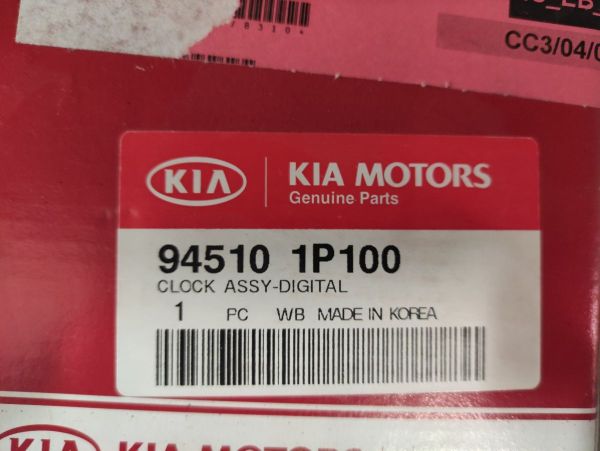 78310
CC3/04/0
KIA KIA MOTORS
Genuine Parts
94510 1P100
CLOCK ASSY-DIGITAL
1 PC WB MADE IN KOREA
KIA KIA MOTORS